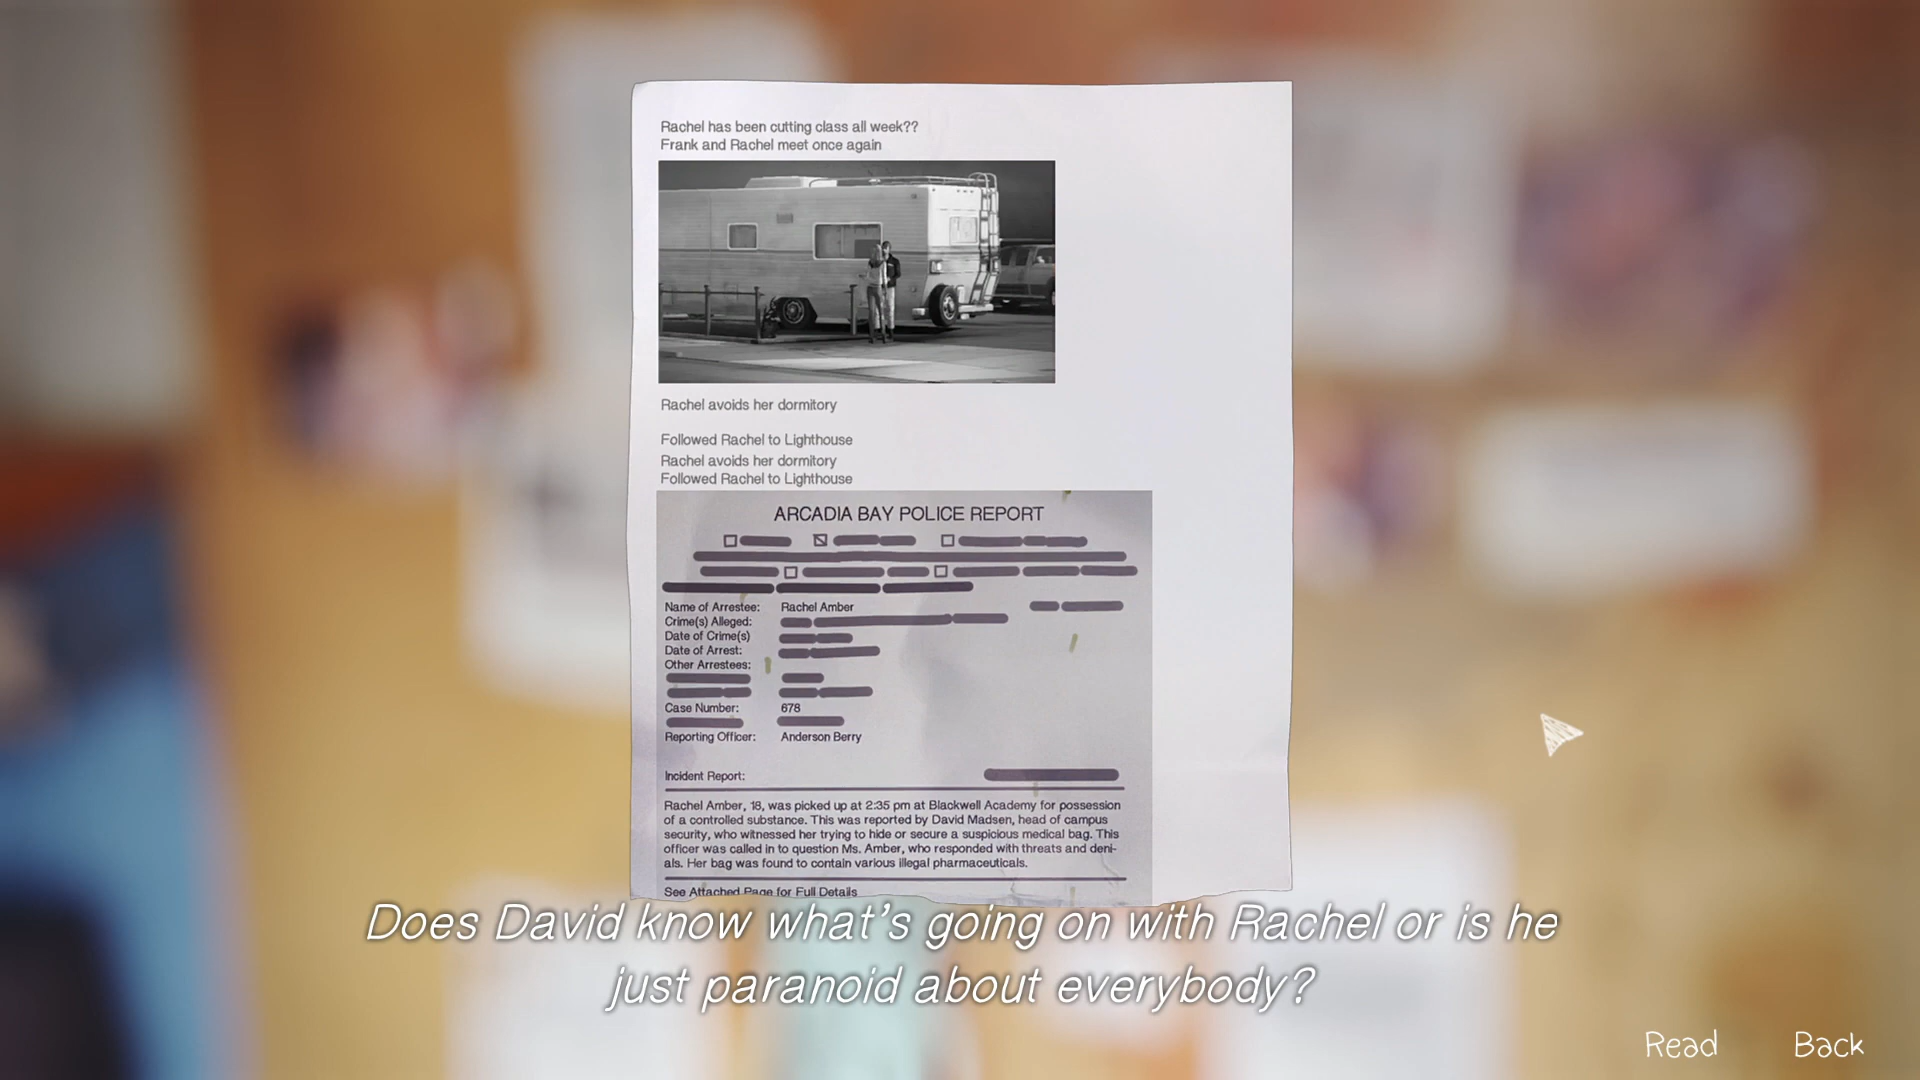 Rachel has been cutting class all week??
Frank and Rachel meet once again
Rachel avoids her dormitory
Followed Rachel to Lighthouse
Rachel avoids her dormitory
Followed Rachel to Lighthouse
ARCADIA BAY POLICE REPORT
Name of Arrestee: Rachel Amber
Crime(s) Alleged:
Date of Crime(s)
Date of Arrest:
Other Arrestees:
Case Number: 678
Reporting Officer: Anderson Berry
Incident Report:
Rachel Amber, 18, was picked up at 2:35 pm at Blackwell Academy for possession
of a controlled substance. This was reported by David Madsen, head of campus
security, who witnessed her trying to hide or secure a suspicious medical bag. This
officer was called in to question Ms. Amber, who responded with threats and deni-
als. Her bag was found to contain various illegal pharmaceuticals.
See Attached Page for Full Details
Does David know what's going on with Rachel or is he
just paranoid about everybody?
Read Back